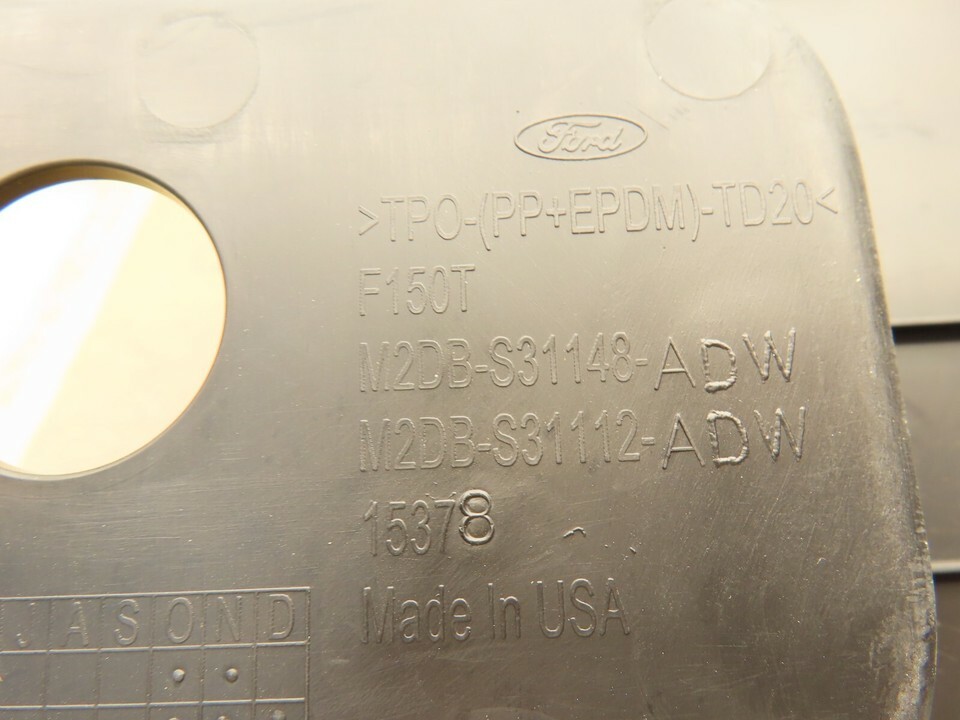 Ford
>TPO-(PP+EPDM)-TD20<
F150T
M2DB-S31148-ADW
M2DB-S31112-ADW
15378
Made In USA
J A S O N D